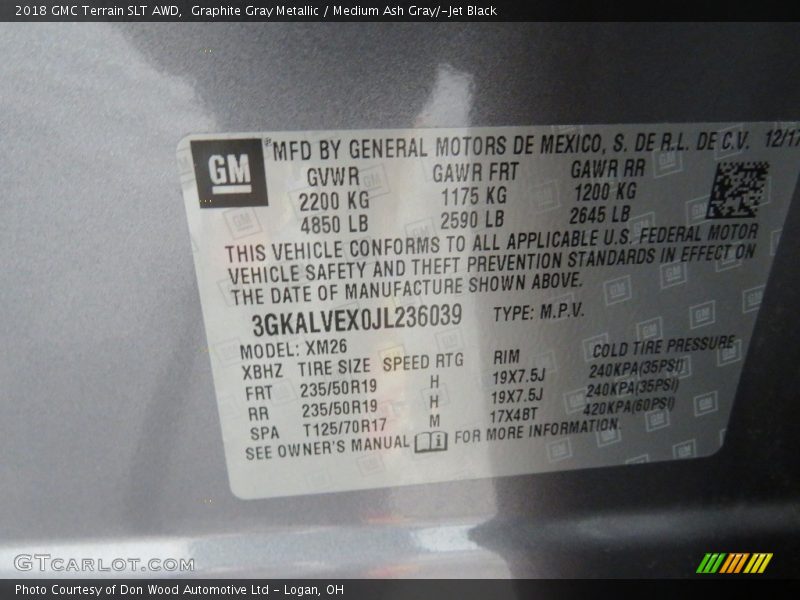 2018 GMC Terrain SLT AWD, Graphite Gray Metallic / Medium Ash Gray/­Jet Black
GM
MFD BY GENERAL MOTORS DE MEXICO, S. DE R.L. DE C.V. 12/17
GVWR GAWR FRT GAWR RR
2200 KG 1175 KG 1200 KG
4850 LB 2590 LB 2645 LB
THIS VEHICLE CONFORMS TO ALL APPLICABLE U.S. FEDERAL MOTOR
VEHICLE SAFETY AND THEFT PREVENTION STANDARDS IN EFFECT ON
THE DATE OF MANUFACTURE SHOWN ABOVE.
3GKALVEX0JL236039 TYPE: M.P.V.
MODEL: XM26
XBHZ TIRE SIZE SPEED RTG RIM COLD TIRE PRESSURE
FRT 235/50R19 H 19X7.5J 240KPA(35PSI)
RR 235/50R19 H 19X7.5J 240KPA(35PSI)
SPA T125/70R17 M 17X4BT 420KPA(60PSI)
SEE OWNER'S MANUAL i FOR MORE INFORMATION.
GTCARLOT.COM
Photo Courtesy of Don Wood Automotive Ltd - Logan, OH